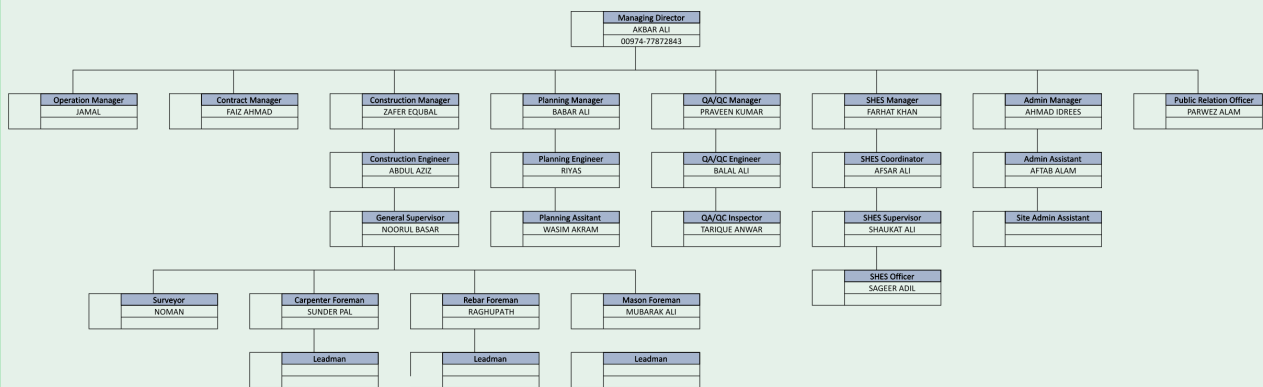 Managing Director
AKBAR ALI
00974-77872843
Operation Manager
JAMAL
Contract Manager
FAIZ AHMAD
Construction Manager
ZAFER EQUBAL
Planning Manager
BABAR ALI
QA/QC Manager
PRAVEEN KUMAR
SHES Manager
FARHAT KHAN
Admin Manager
AHMAD IDREES
Public Relation Officer
PARWEZ ALAM
Construction Engineer
ABDUL AZIZ
Planning Engineer
RIYAS
QA/QC Engineer
BALAL ALI
SHES Coordinator
AFSAR ALI
Admin Assistant
AFTAB ALAM
General Supervisor
NOORUL BASAR
Planning Assitant
WASIM AKRAM
QA/QC Inspector
TARIQUE ANWAR
SHES Supervisor
SHAUKAT ALI
Site Admin Assistant
SHES Officer
SAGEER ADIL
Surveyor
NOMAN
Carpenter Foreman
SUNDER PAL
Rebar Foreman
RAGHUPATH
Mason Foreman
MUBARAK ALI
Leadman
Leadman
Leadman